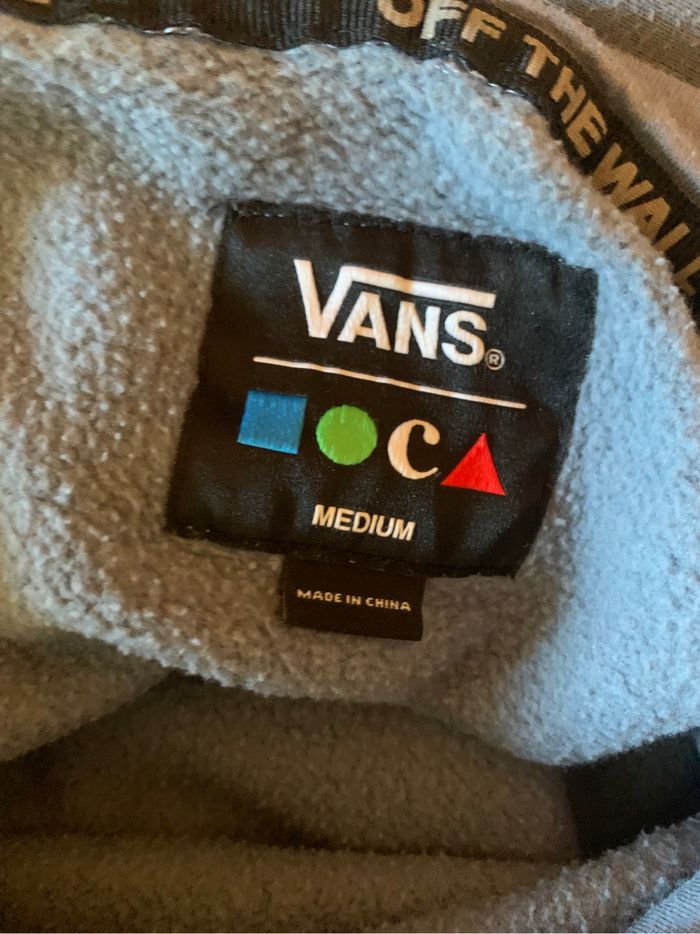 OFF THE WALL
VANS®
C
MEDIUM
MADE IN CHINA